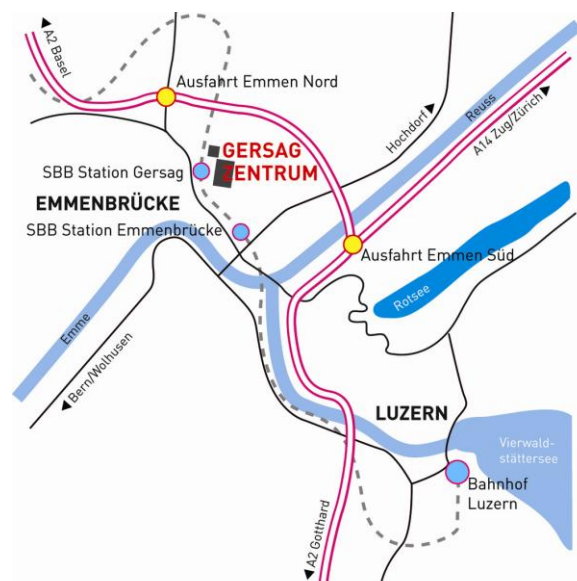 A2 Basel
Ausfahrt Emmen Nord
Hochdorf
Reuss
A14 Zug/Zürich
GERSAG
ZENTRUM
SBB Station Gersag
EMMENBRÜCKE
SBB Station Emmenbrücke
Ausfahrt Emmen Süd
Rotsee
Emme
Bern/Wolhusen
LUZERN
Vierwald-
stättersee
Bahnhof
Luzern
A2 Gotthard